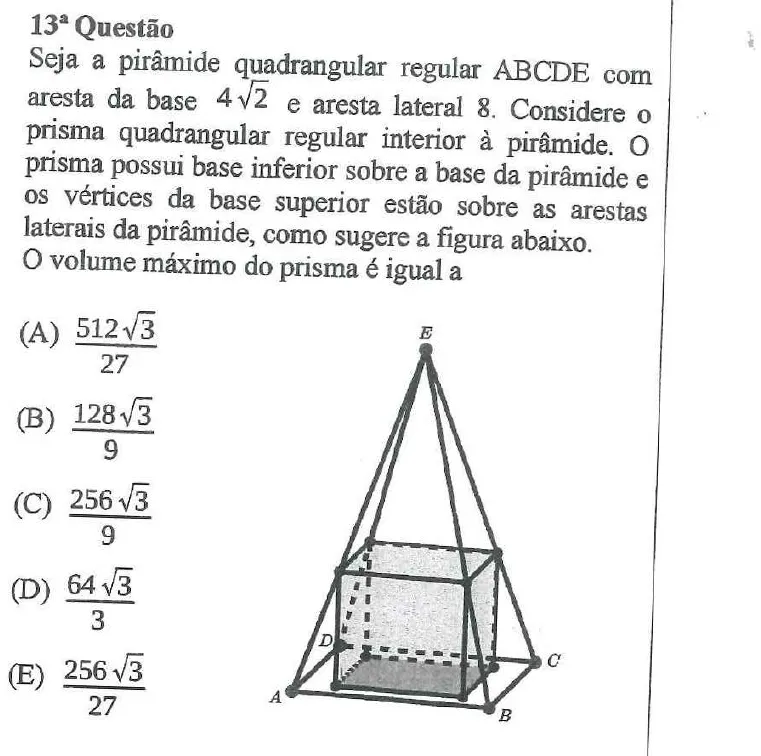 13ª Questão
Seja a pirâmide quadrangular regular ABCDE com
aresta da base 4√2 e aresta lateral 8. Considere o
prisma quadrangular regular interior à pirâmide. O
prisma possui base inferior sobre a base da pirâmide e
os vértices da base superior estão sobre as arestas
laterais da pirâmide, como sugere a figura abaixo.
O volume máximo do prisma é igual a
(A) 512√3/27
(B) 128√3/9
(C) 256√3/9
(D) 64√3/3
(E) 256√3/27
E
D
C
A
B